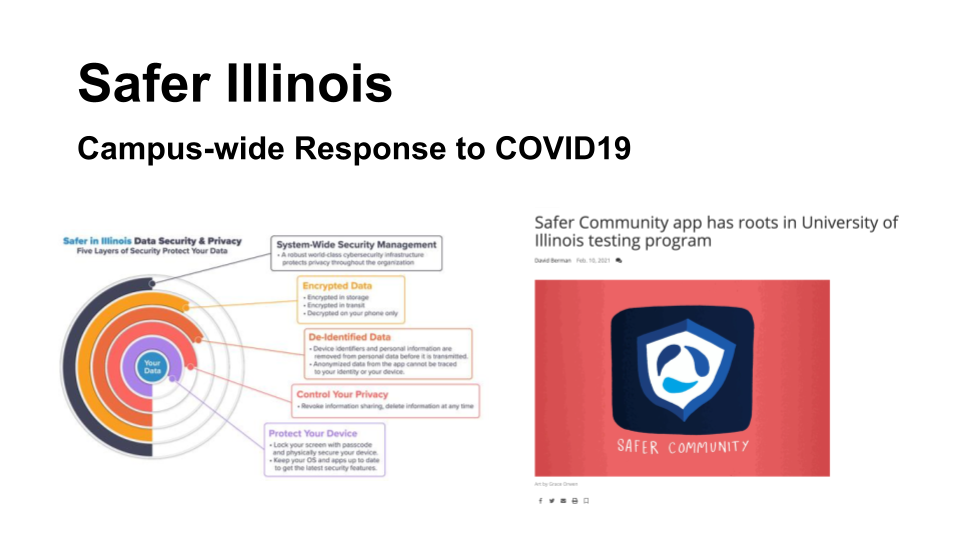 Safer Illinois
Campus-wide Response to COVID19
Safer in Illinois Data Security & Privacy
Five Layers of Security Protect Your Data
System-Wide Security Management
• A robust world-class cybersecurity infrastructure
protects privacy throughout the organization
Encrypted Data
• Encrypted in storage
• Encrypted in transit
• Decrypted on your phone only
De-Identified Data
• Device identifiers and personal information are
removed from personal data before it is transmitted.
• Anonymized data from the app cannot be traced
to your identity or your device.
Control Your Privacy
• Revoke information sharing, delete information at any time
Protect Your Device
• Lock your screen with passcode
and physically secure your device.
• Keep your OS and apps up to date
to get the latest security features.
Your
Data
Safer Community app has roots in University of
Illinois testing program
David Berman Feb. 10, 2021
SAFER COMMUNITY
Art by Grace